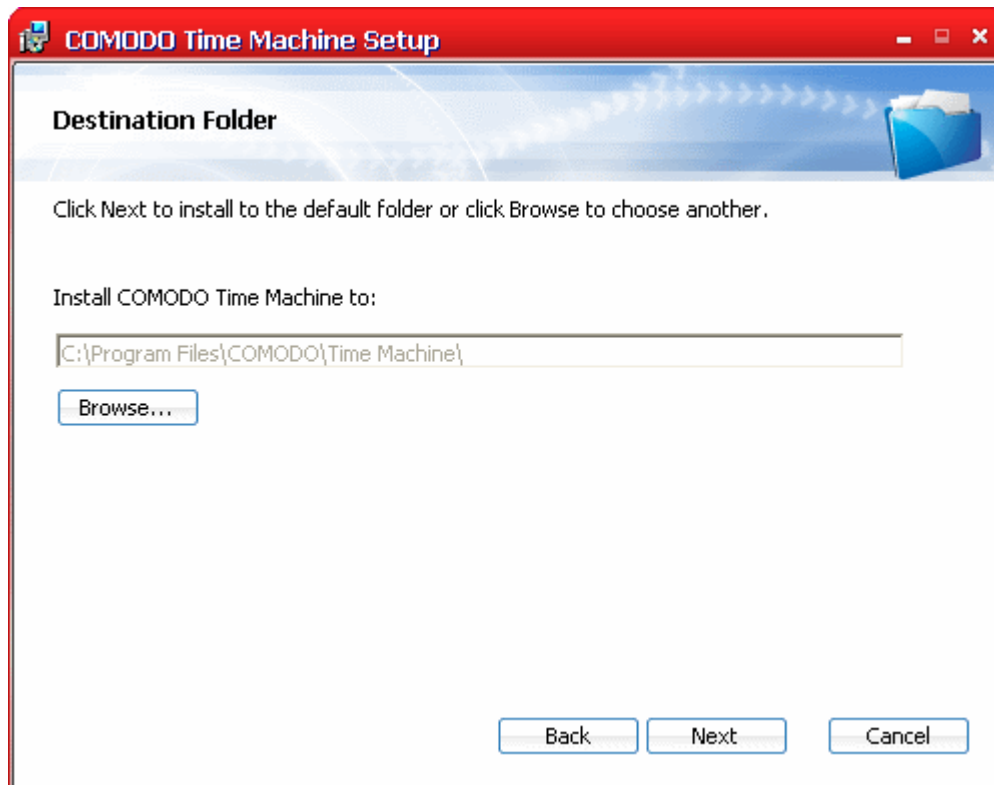 COMODO Time Machine Setup
Destination Folder
Click Next to install to the default folder or click Browse to choose another.
Install COMODO Time Machine to:
C:\Program Files\COMODO\Time Machine\
Browse...
Back Next Cancel